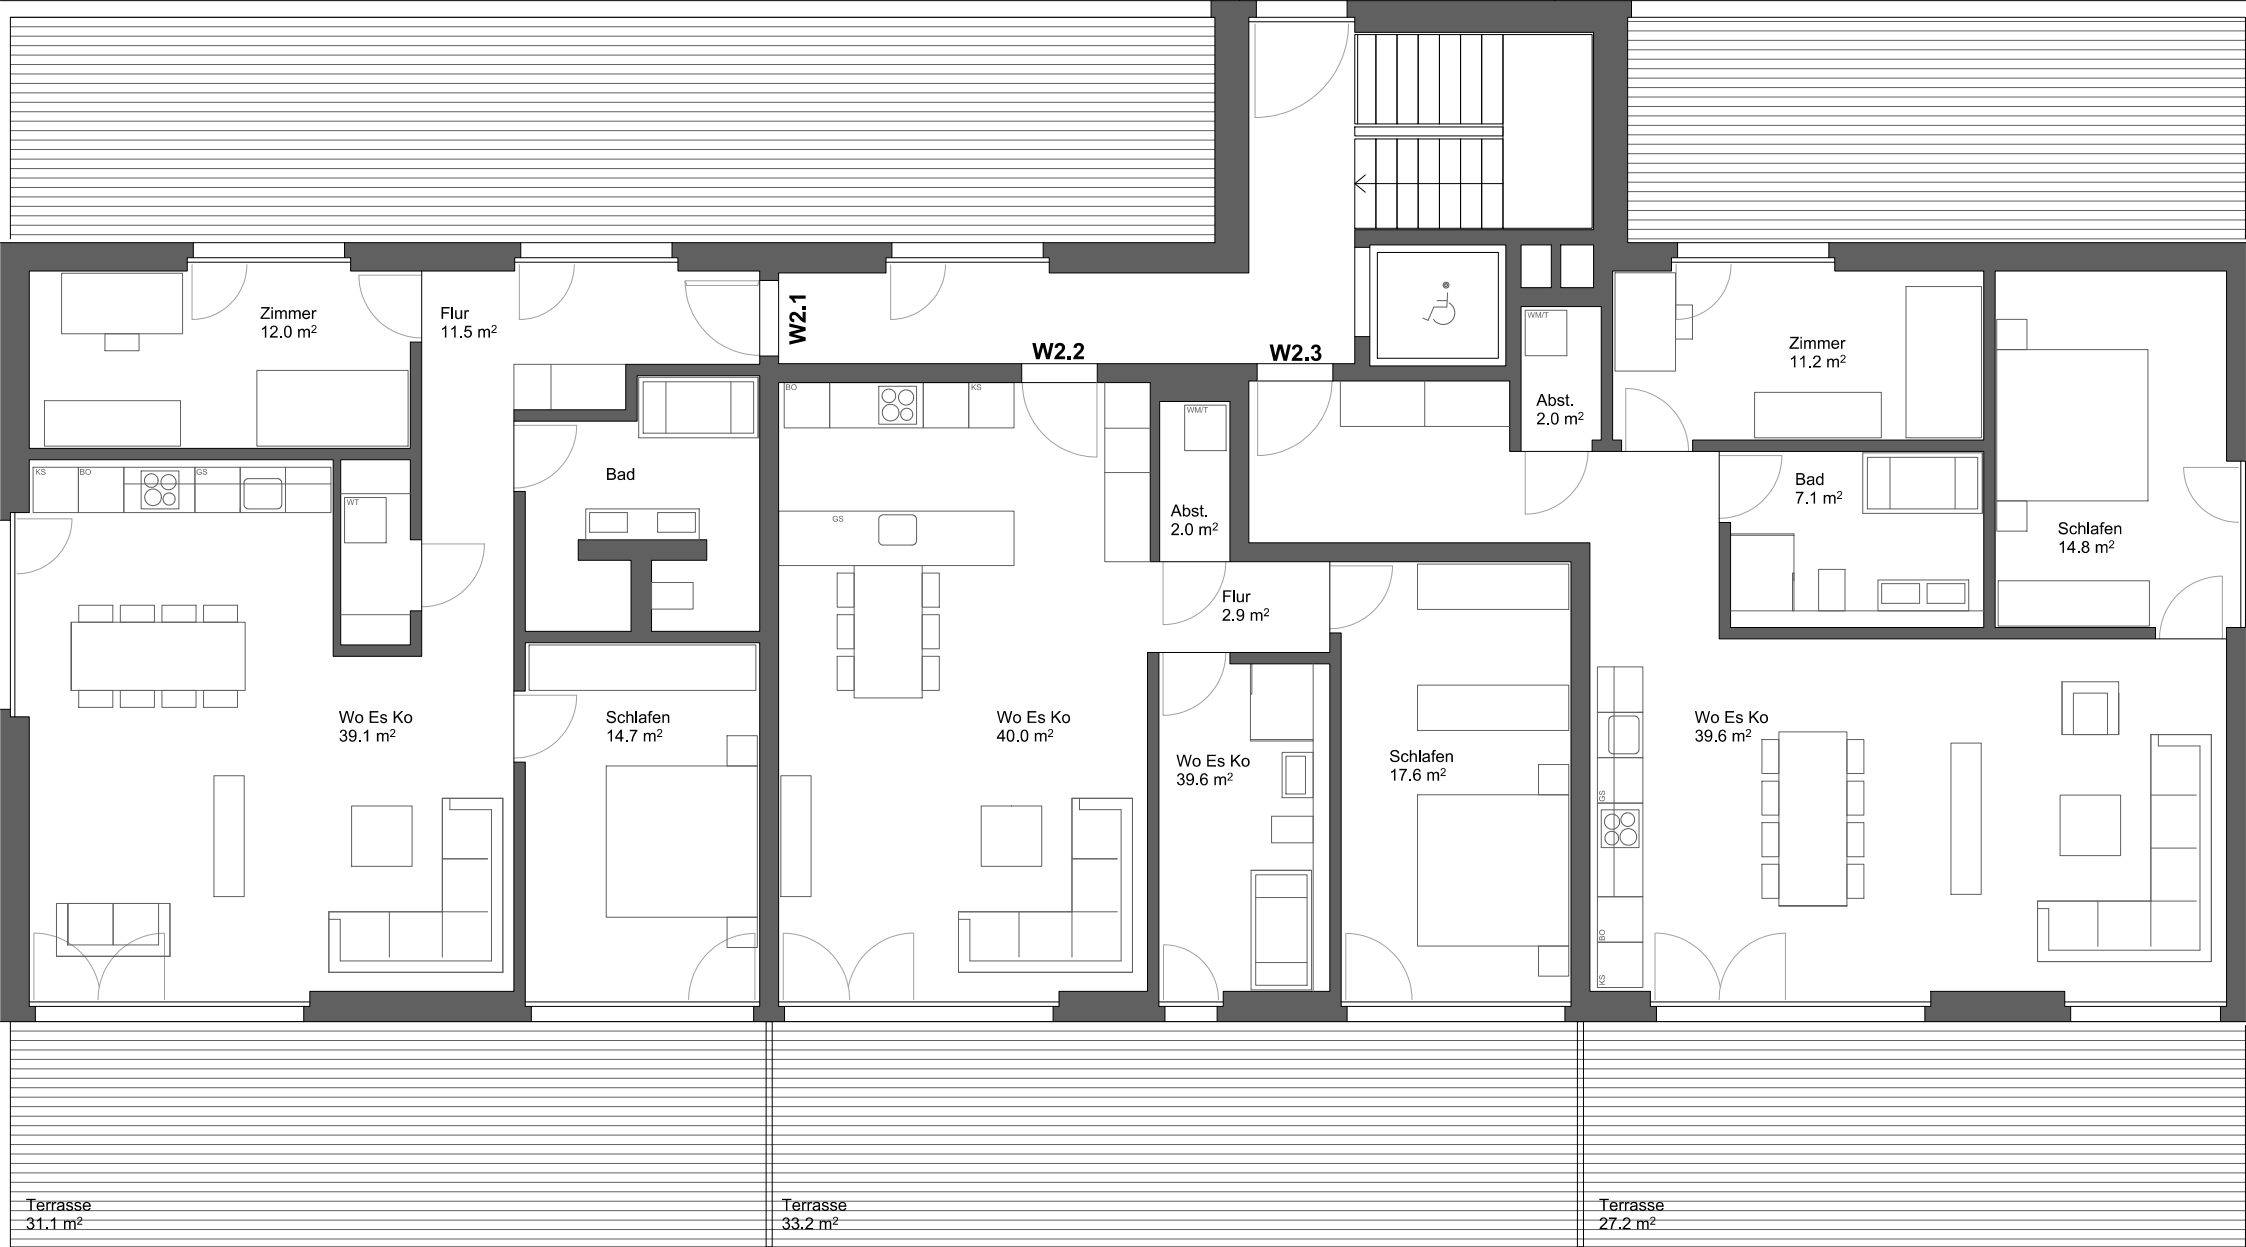 W2.1
W2.2
W2.3
Zimmer
12.0 m²
Flur
11.5 m²
WM/T
Zimmer
11.2 m²
Abst.
2.0 m²
BO
KS
WM/T
Bad
Bad
7.1 m²
KS
BO
GS
WT
GS
Abst.
2.0 m²
Schlafen
14.8 m²
Flur
2.9 m²
Wo Es Ko
39.1 m²
Schlafen
14.7 m²
Wo Es Ko
40.0 m²
Wo Es Ko
39.6 m²
Schlafen
17.6 m²
Wo Es Ko
39.6 m²
GS
BO
KS
Terrasse
31.1 m²
Terrasse
33.2 m²
Terrasse
27.2 m²